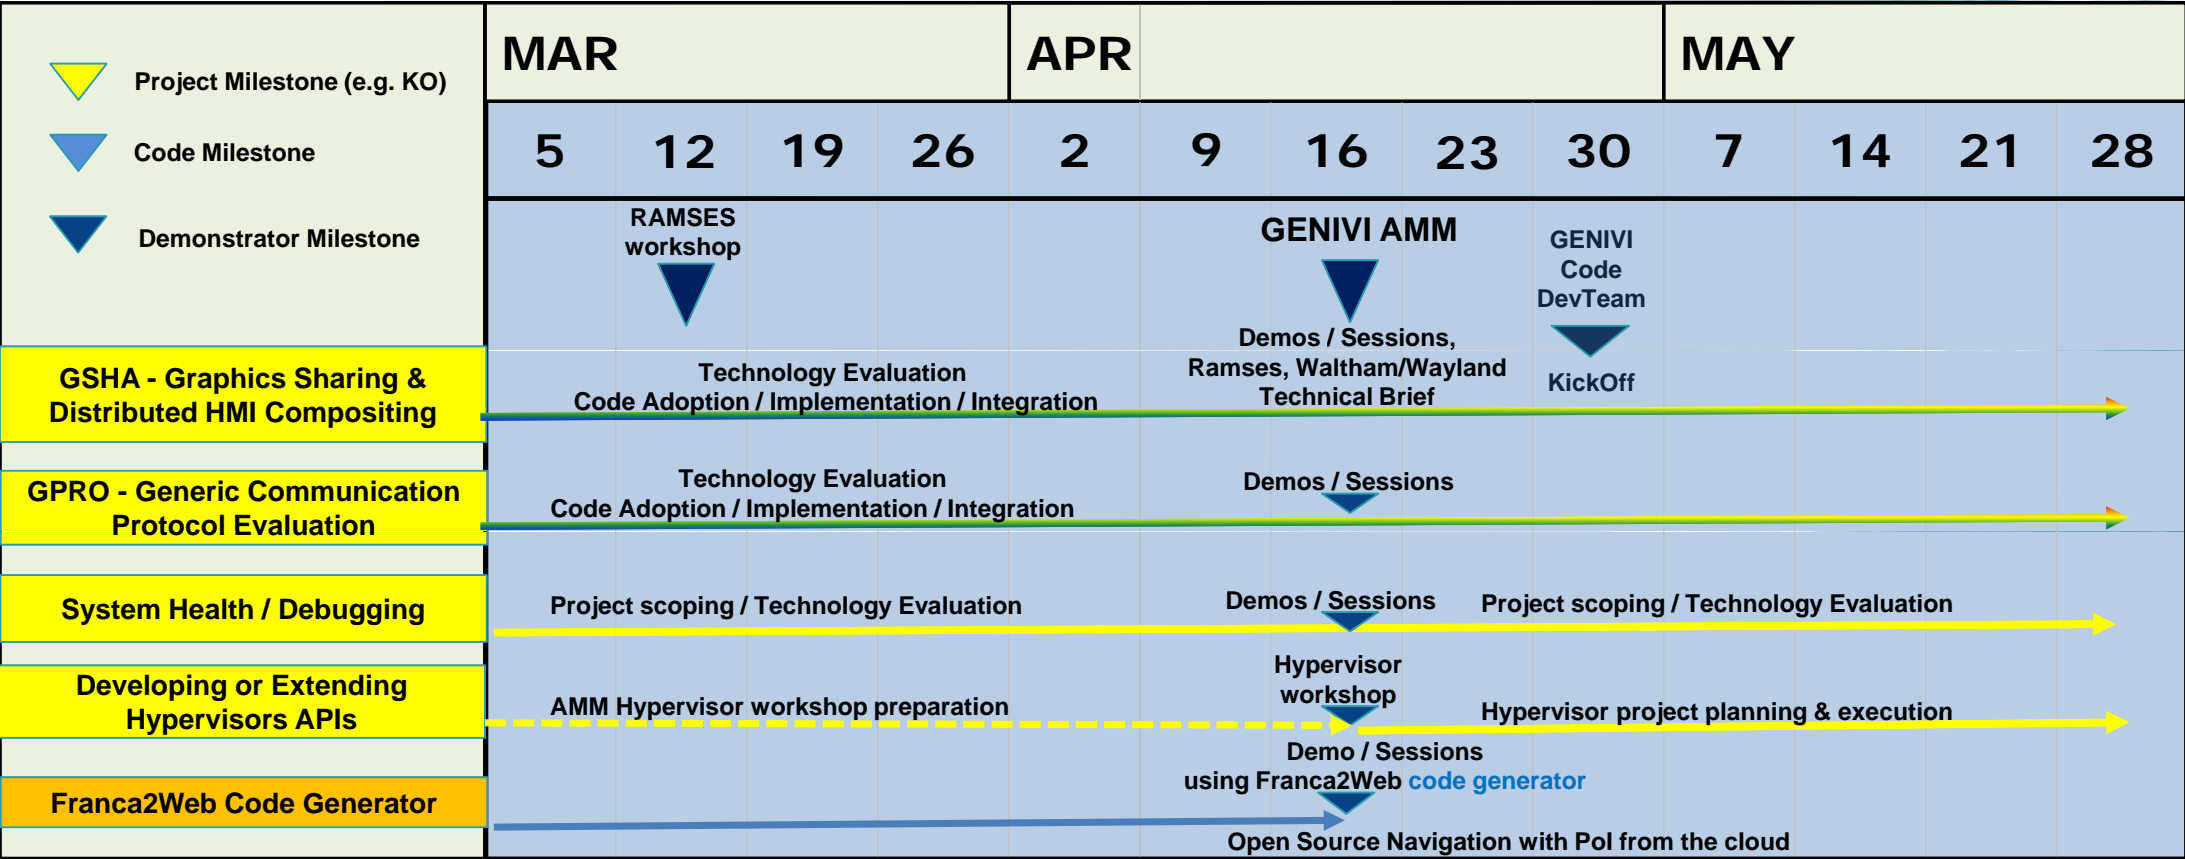 Project Milestone (e.g. KO)
Code Milestone
Demonstrator Milestone
MAR
APR
MAY
5 12 19 26 2 9 16 23 30 7 14 21 28
RAMSES
workshop
GENIVI AMM
GENIVI
Code
DevTeam
KickOff
GSHA - Graphics Sharing &
Distributed HMI Compositing
Technology Evaluation
Code Adoption / Implementation / Integration
Demos / Sessions,
Ramses, Waltham/Wayland
Technical Brief
GPRO - Generic Communication
Protocol Evaluation
Technology Evaluation
Code Adoption / Implementation / Integration
Demos / Sessions
System Health / Debugging
Project scoping / Technology Evaluation
Demos / Sessions
Project scoping / Technology Evaluation
Developing or Extending
Hypervisors APIs
AMM Hypervisor workshop preparation
Hypervisor
workshop
Hypervisor project planning & execution
Franca2Web Code Generator
Demo / Sessions
using Franca2Web code generator
Open Source Navigation with PoI from the cloud